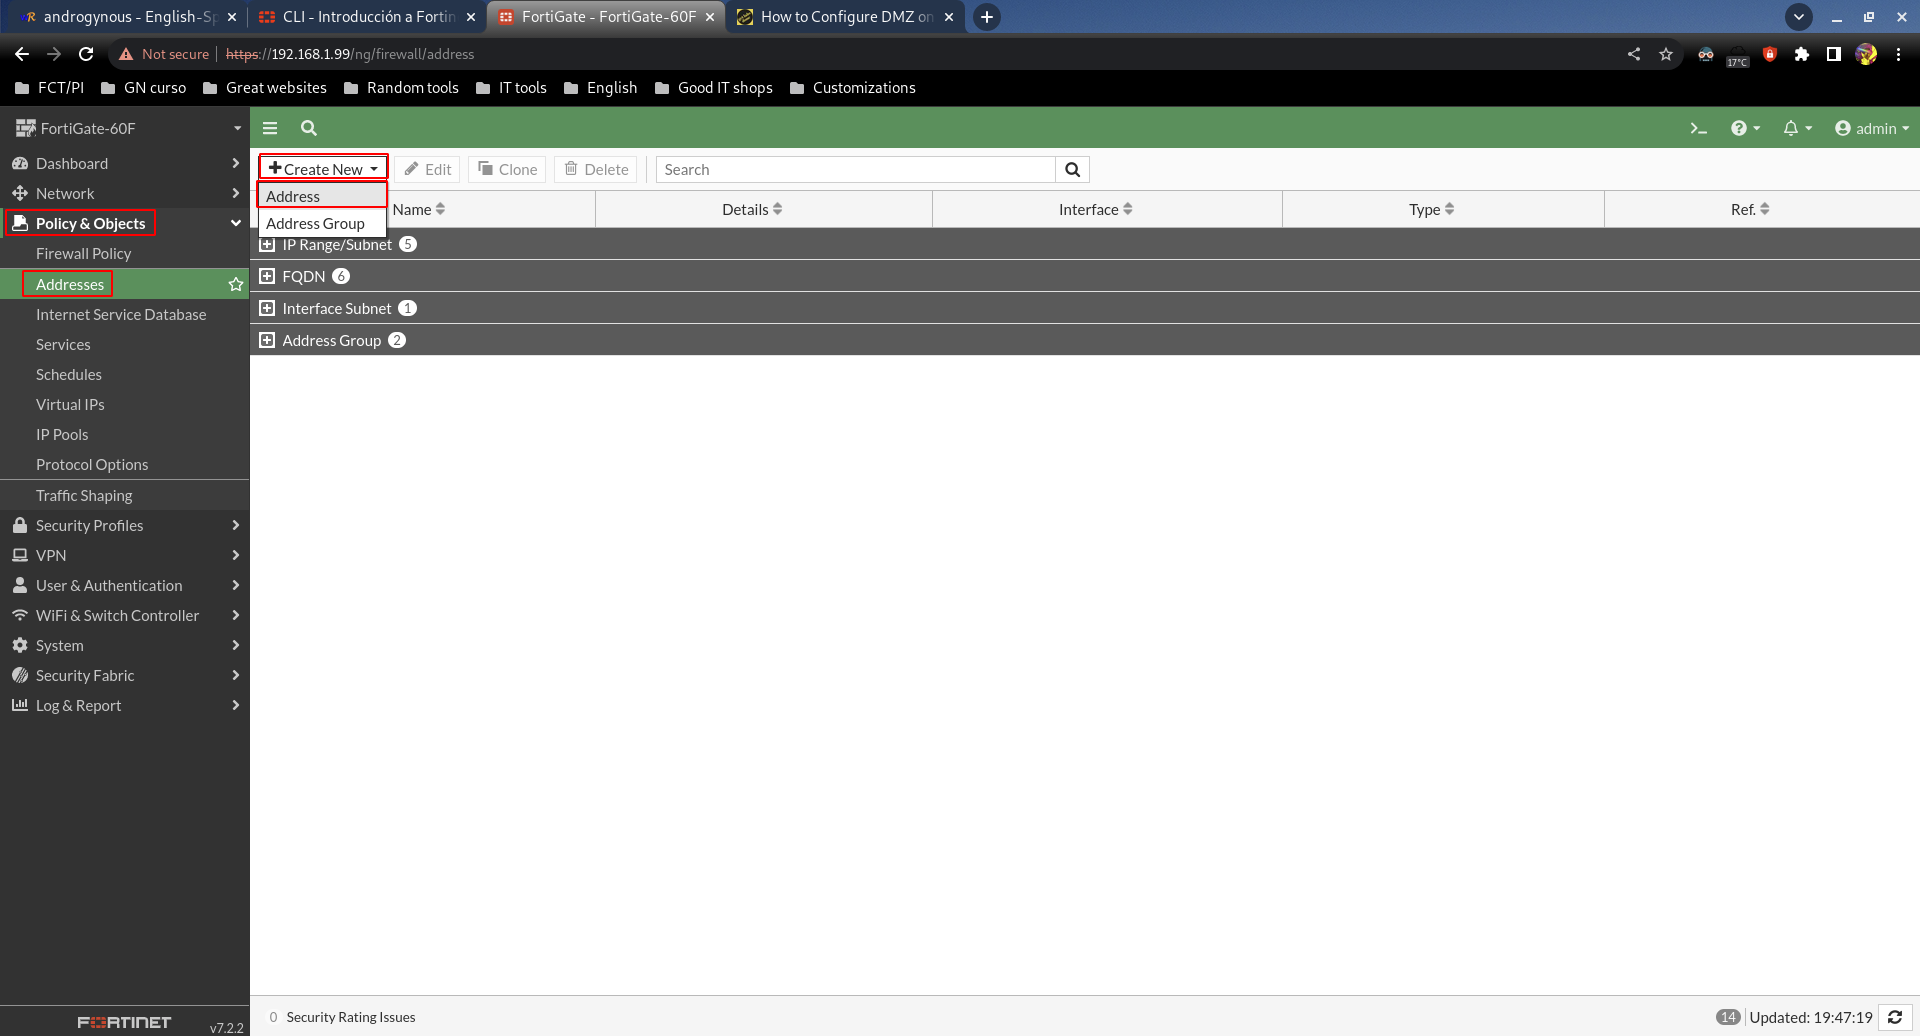 androgynous - English-Sp
CLI - Introducción a Fortin
FortiGate - FortiGate-60F
How to Configure DMZ on
Not secure
https://192.168.1.99/ng/firewall/address
17°C
FCT/PI
GN curso
Great websites
Random tools
IT tools
English
Good IT shops
Customizations
FortiGate-60F
admin
Dashboard
Network
Policy & Objects
Firewall Policy
Addresses
Internet Service Database
Services
Schedules
Virtual IPs
IP Pools
Protocol Options
Traffic Shaping
Security Profiles
VPN
User & Authentication
WiFi & Switch Controller
System
Security Fabric
Log & Report
FORTINET
v7.2.2
Create New
Edit
Clone
Delete
Search
Address
Address Group
Name
Details
Interface
Type
Ref.
IP Range/Subnet 5
FQDN 6
Interface Subnet 1
Address Group 2
0 Security Rating Issues
14 Updated: 19:47:19